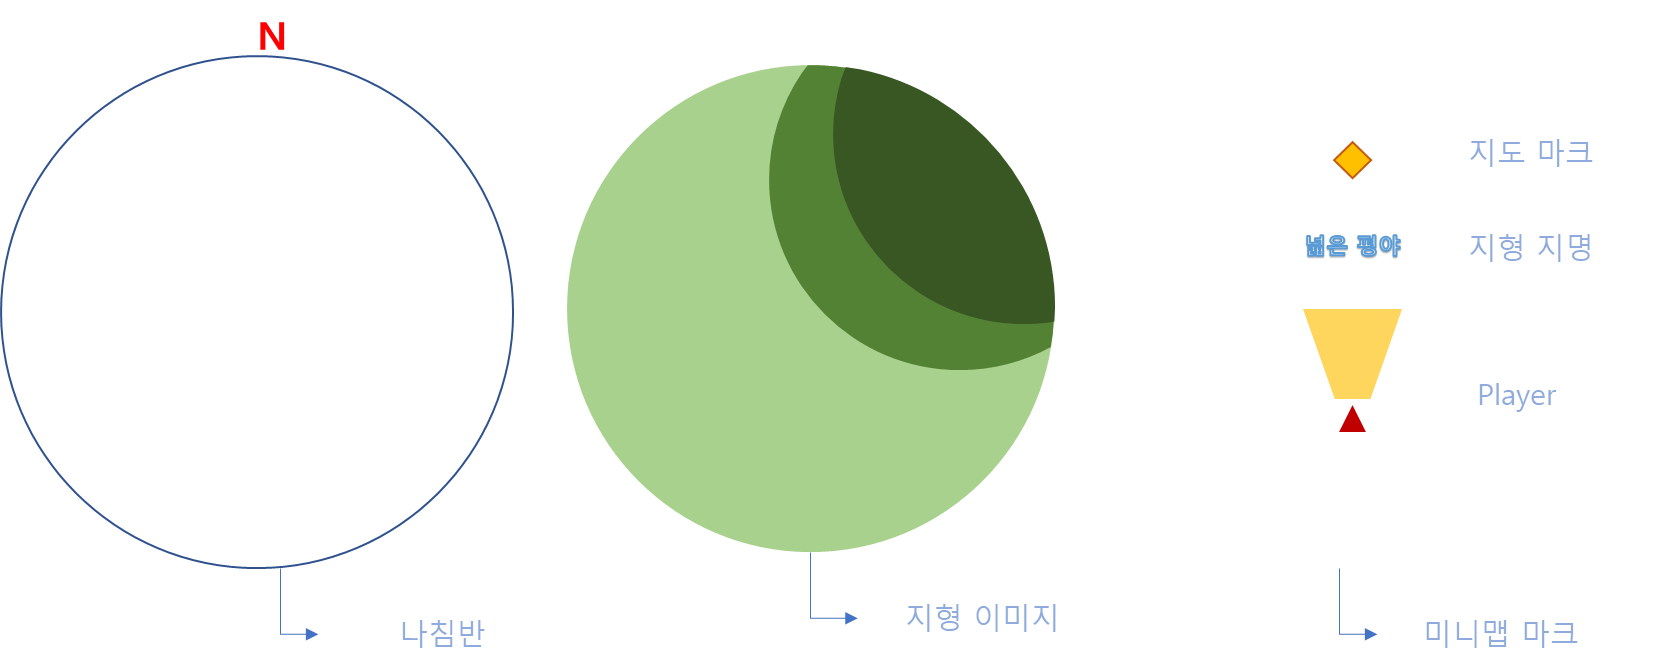 N
지도 마크
넓은 평야
지형 지명
Player
나침반
지형 이미지
미니맵 마크